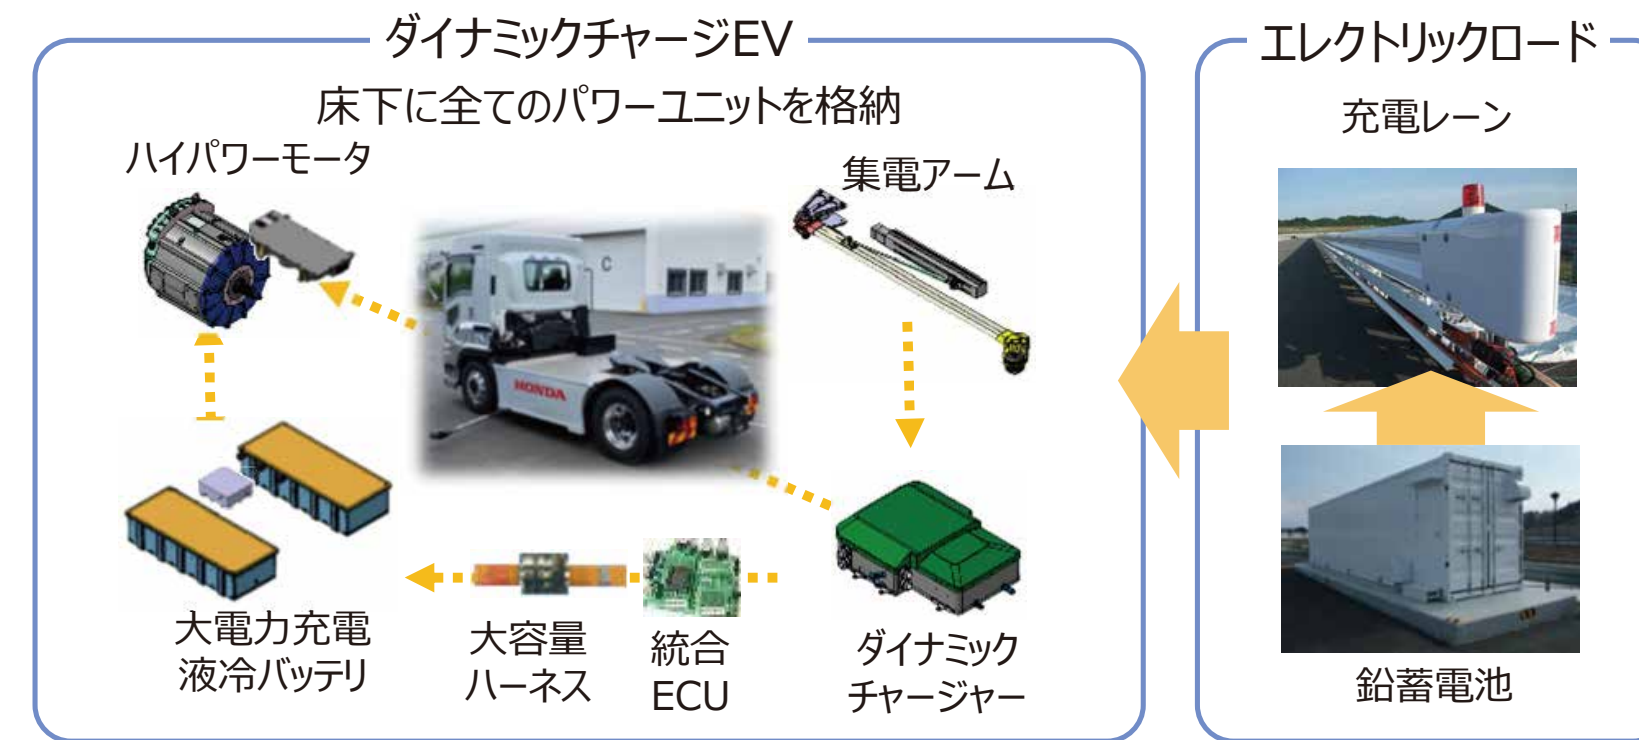 ダイナミックチャージEV
床下に全てのパワーユニットを格納
ハイパワーモータ
集電アーム
C
HONDA
大電力充電
液冷バッテリ
大容量
ハーネス
統合
ECU
ダイナミック
チャージャー
エレクトリックロード
充電レーン
鉛蓄電池